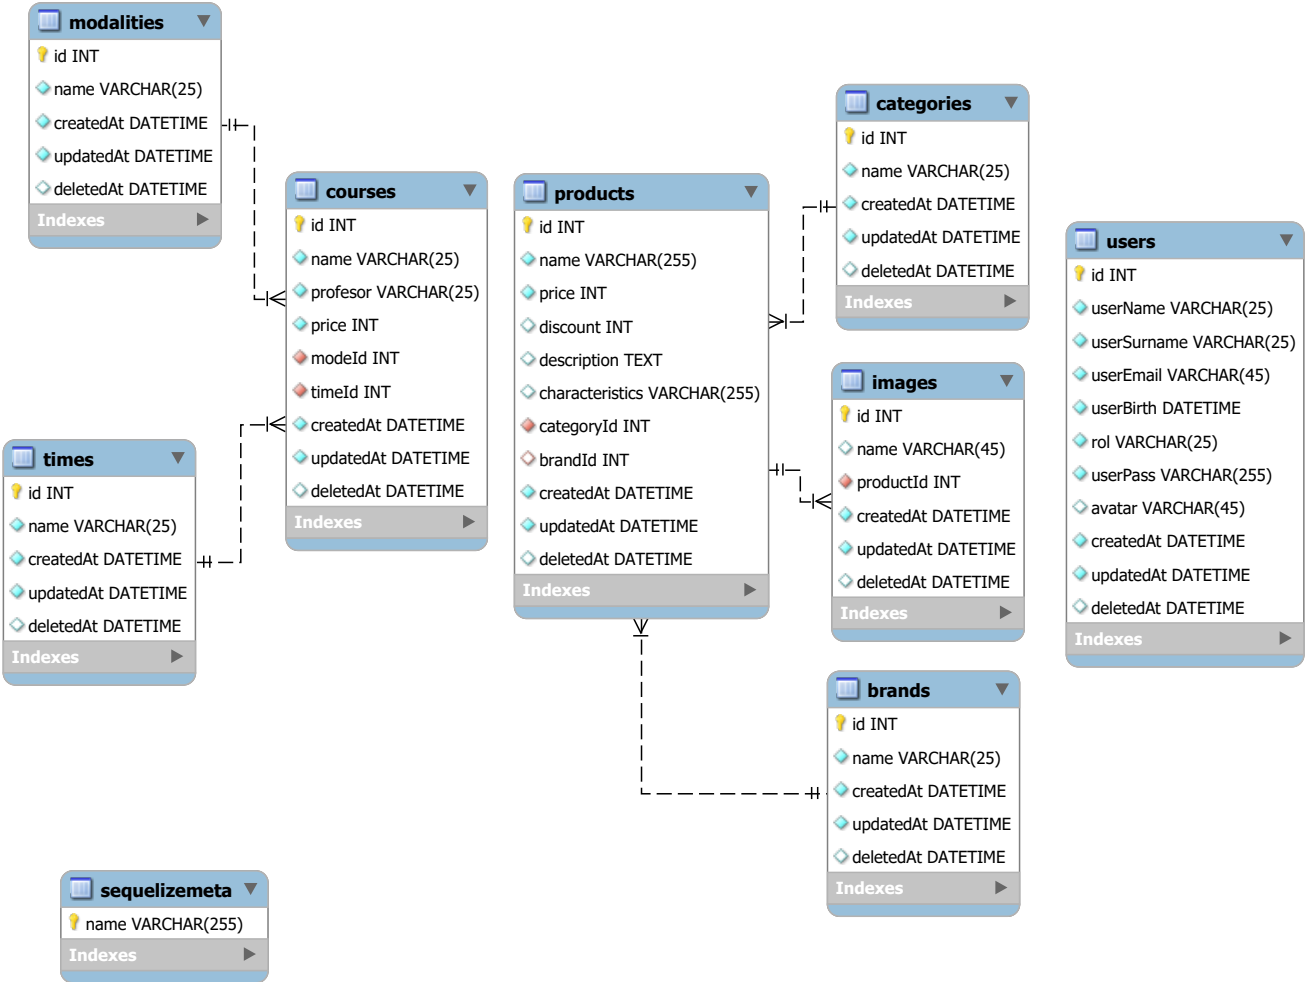 modalities
id INT
name VARCHAR(25)
createdAt DATETIME
updatedAt DATETIME
deletedAt DATETIME
Indexes
courses
id INT
name VARCHAR(25)
profesor VARCHAR(25)
price INT
modeId INT
timeId INT
createdAt DATETIME
updatedAt DATETIME
deletedAt DATETIME
Indexes
times
id INT
name VARCHAR(25)
createdAt DATETIME
updatedAt DATETIME
deletedAt DATETIME
Indexes
products
id INT
name VARCHAR(255)
price INT
discount INT
description TEXT
characteristics VARCHAR(255)
categoryId INT
brandId INT
createdAt DATETIME
updatedAt DATETIME
deletedAt DATETIME
Indexes
categories
id INT
name VARCHAR(25)
createdAt DATETIME
updatedAt DATETIME
deletedAt DATETIME
Indexes
images
id INT
name VARCHAR(45)
productId INT
createdAt DATETIME
updatedAt DATETIME
deletedAt DATETIME
Indexes
brands
id INT
name VARCHAR(25)
createdAt DATETIME
updatedAt DATETIME
deletedAt DATETIME
Indexes
users
id INT
userName VARCHAR(25)
userSurname VARCHAR(25)
userEmail VARCHAR(45)
userBirth DATETIME
rol VARCHAR(25)
userPass VARCHAR(255)
avatar VARCHAR(45)
createdAt DATETIME
updatedAt DATETIME
deletedAt DATETIME
Indexes
sequelizemeta
name VARCHAR(255)
Indexes